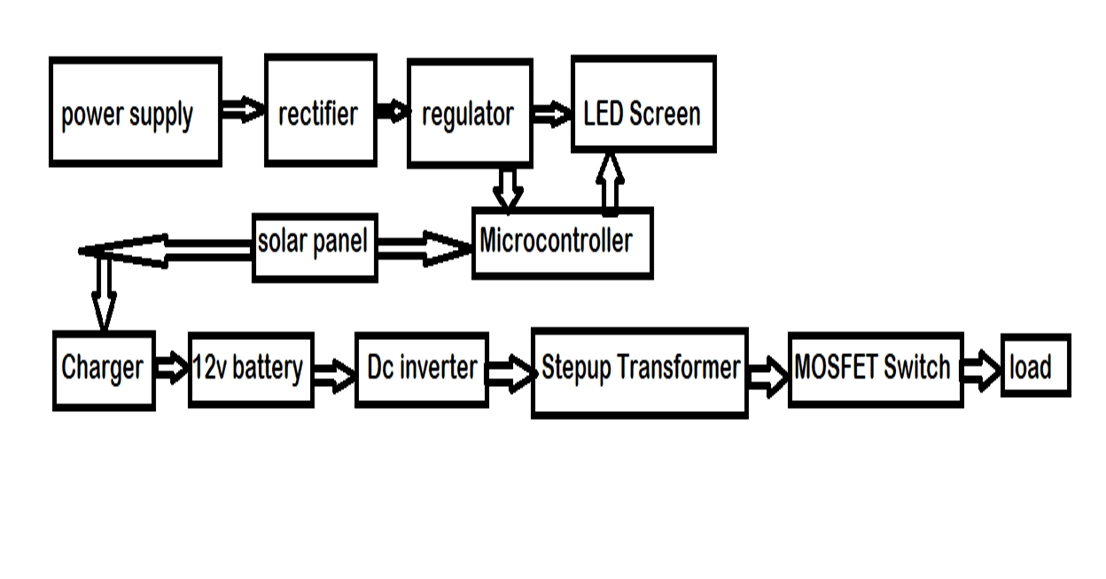 power supply
rectifier
regulator
LED Screen
solar panel
Microcontroller
Charger
12v battery
Dc inverter
Stepup Transformer
MOSFET Switch
load